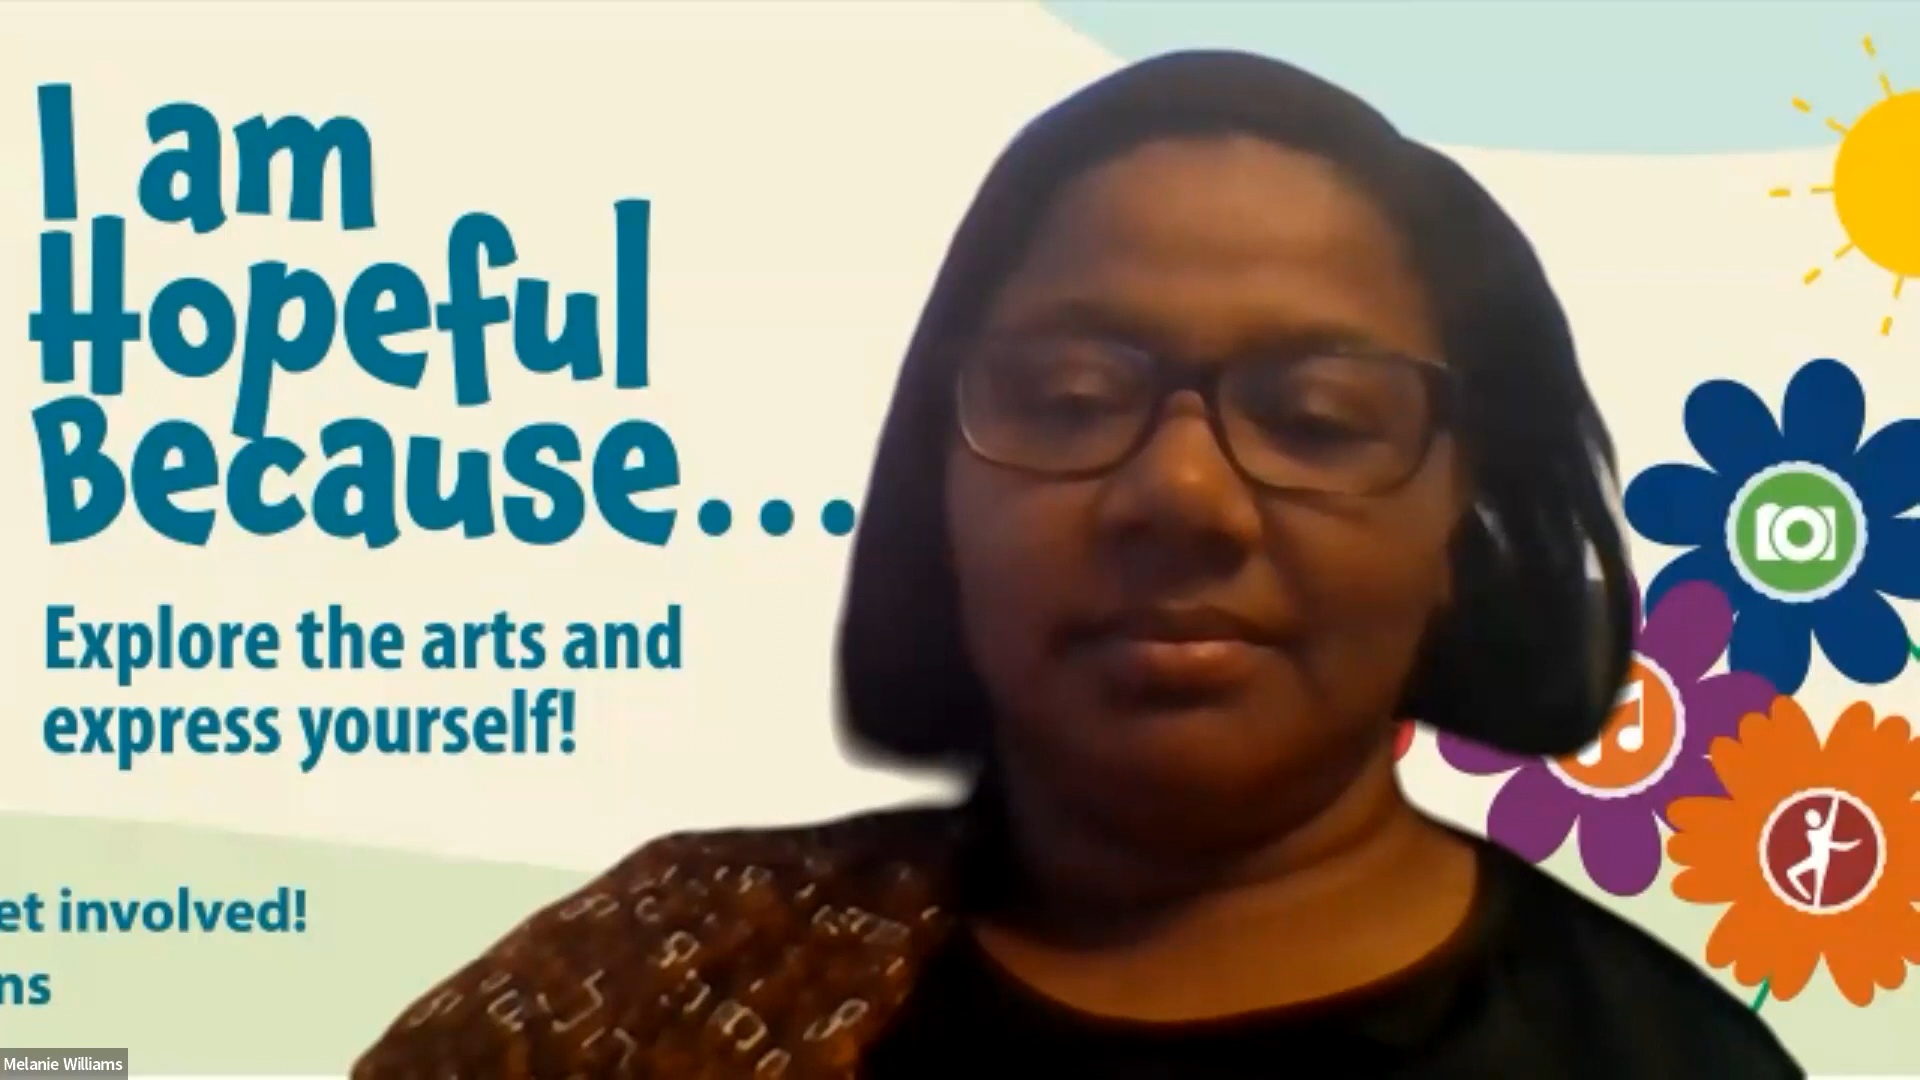 I am
Hopeful
Because...
Explore the arts and
express yourself!
et involved!
ns
Melanie Williams